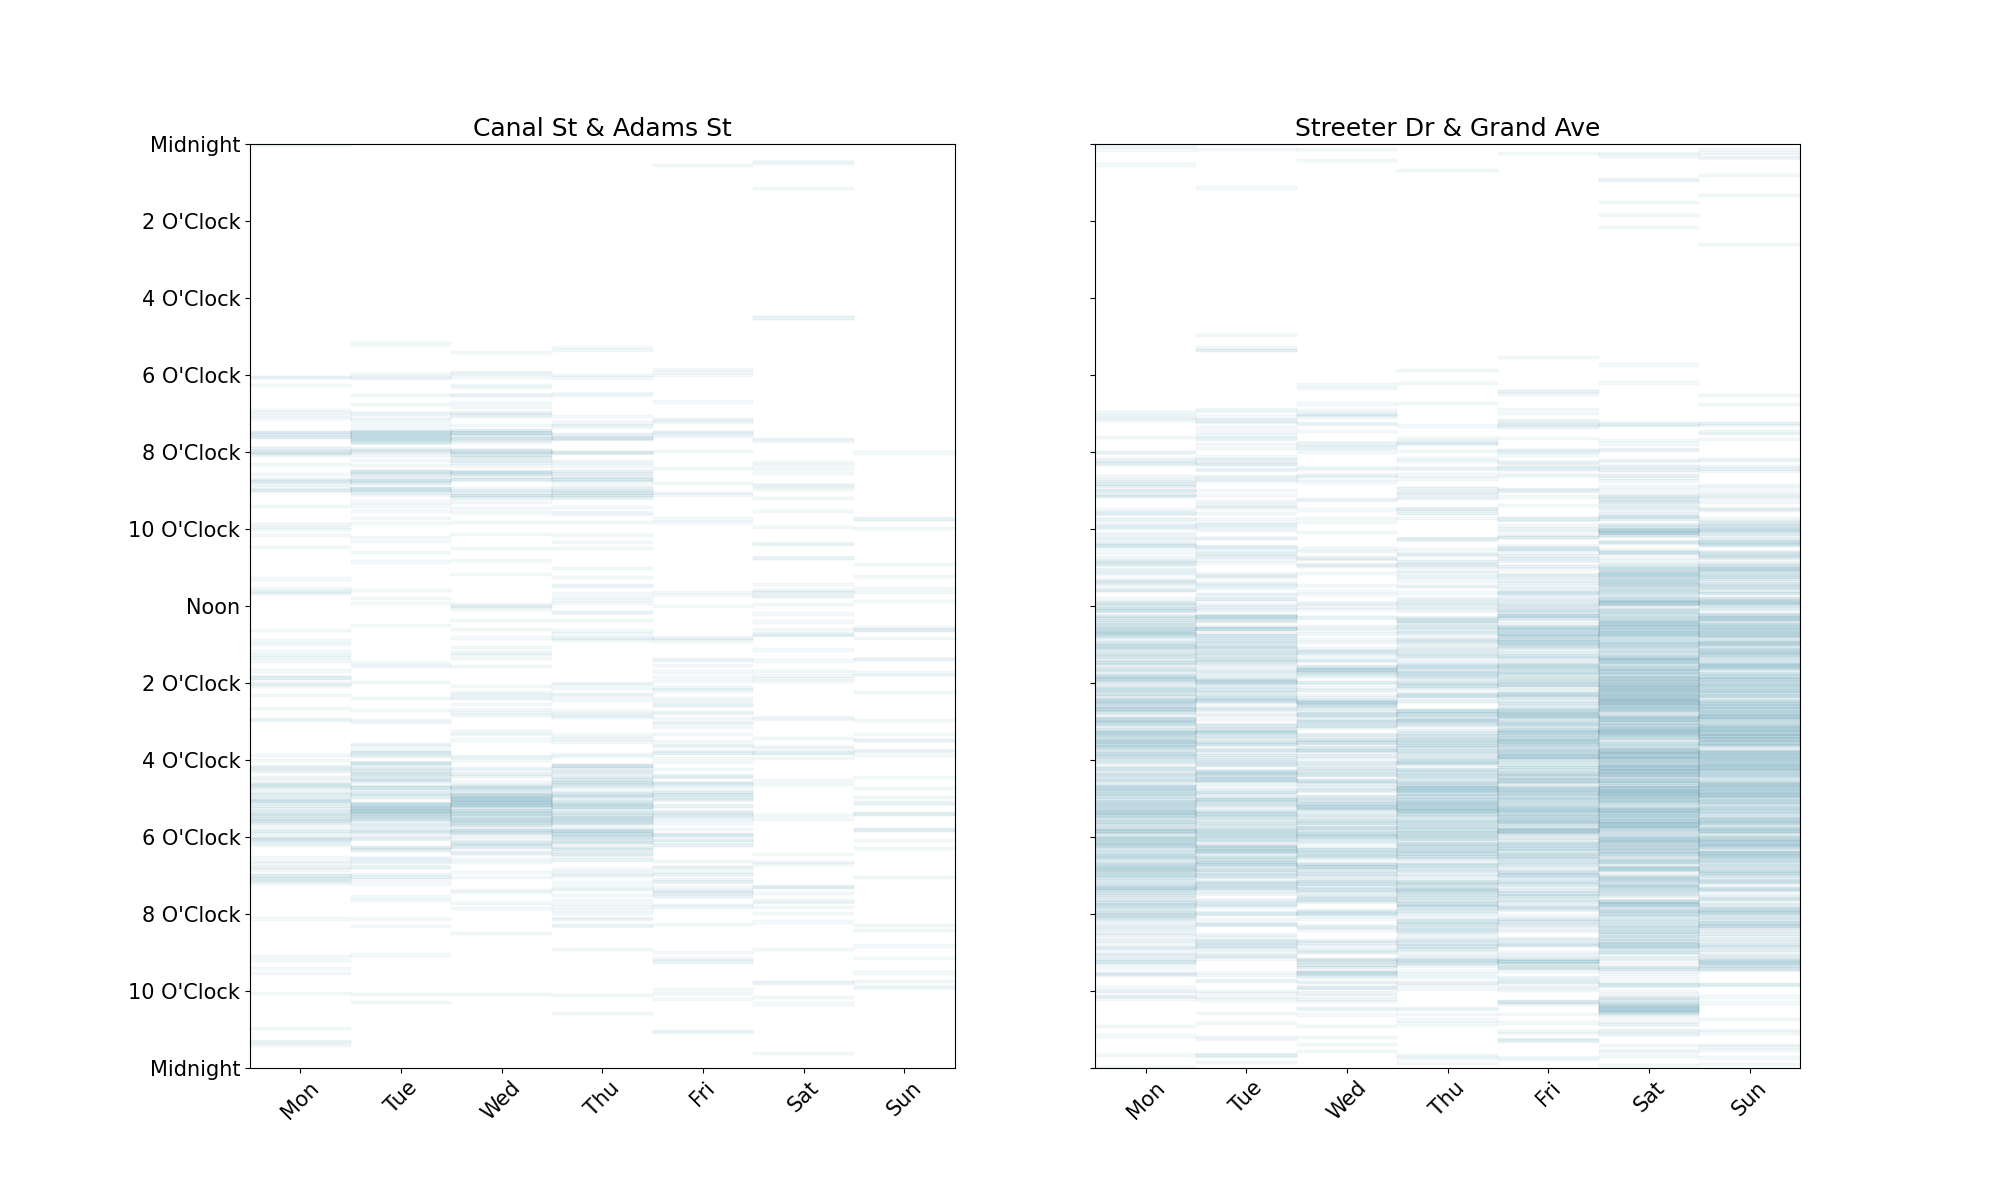 Canal St & Adams St
Streeter Dr & Grand Ave
Midnight
2 O'Clock
4 O'Clock
6 O'Clock
8 O'Clock
10 O'Clock
Noon
2 O'Clock
4 O'Clock
6 O'Clock
8 O'Clock
10 O'Clock
Midnight
Mon Tue Wed Thu Fri Sat Sun
Mon Tue Wed Thu Fri Sat Sun